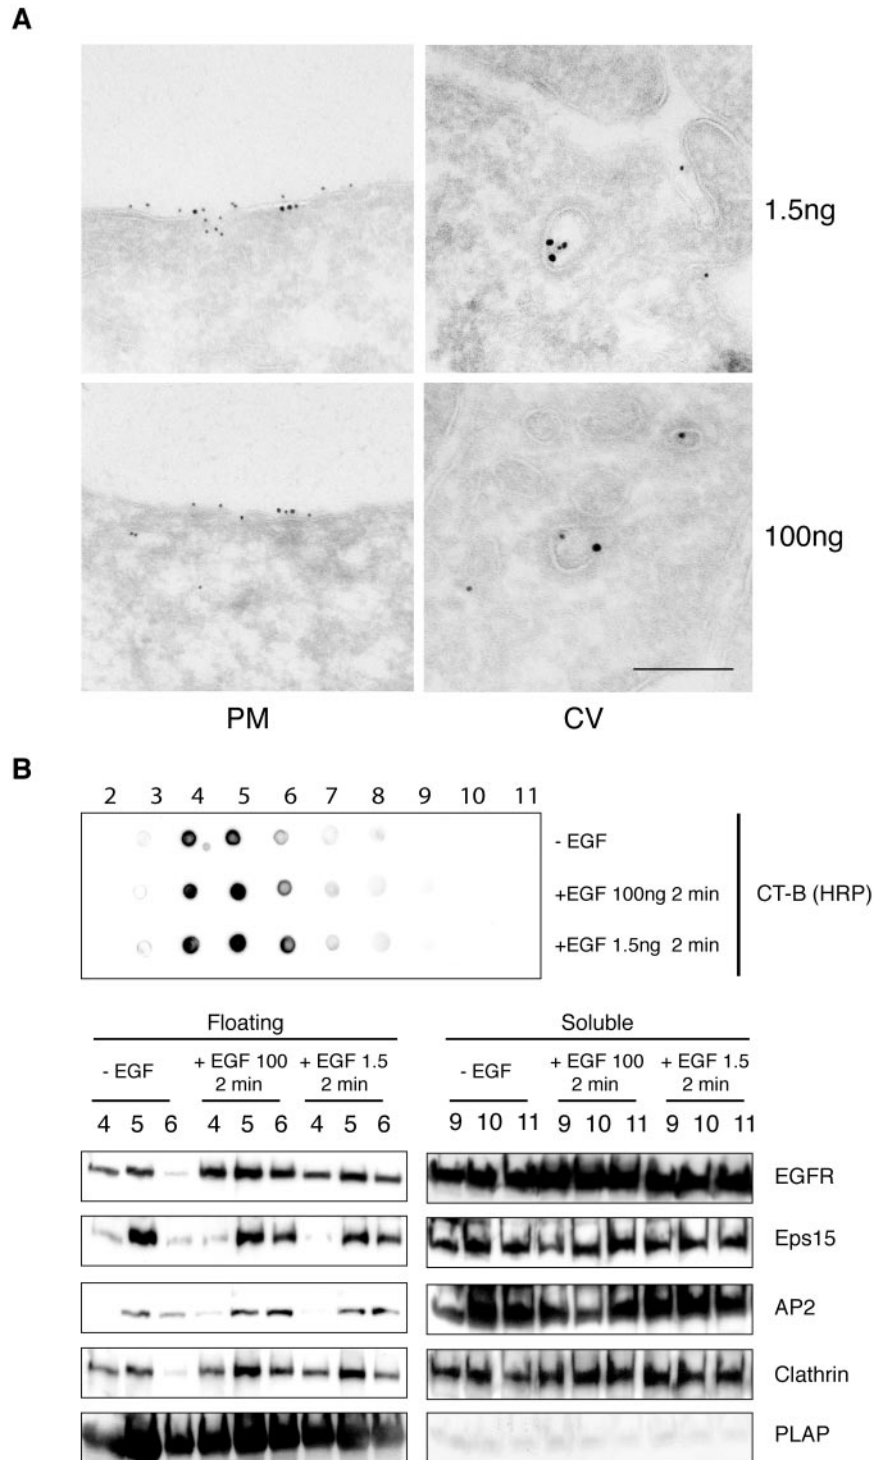 A
1.5ng
100ng
PM CV
B
2 3 4 5 6 7 8 9 10 11
- EGF
+EGF 100ng 2 min
CT-B (HRP)
+EGF 1.5ng 2 min
Floating Soluble
- EGF + EGF 100 2 min + EGF 1.5 2 min - EGF + EGF 100 2 min + EGF 1.5 2 min
4 5 6 4 5 6 4 5 6 9 10 11 9 10 11 9 10 11
EGFR
Eps15
AP2
Clathrin
PLAP